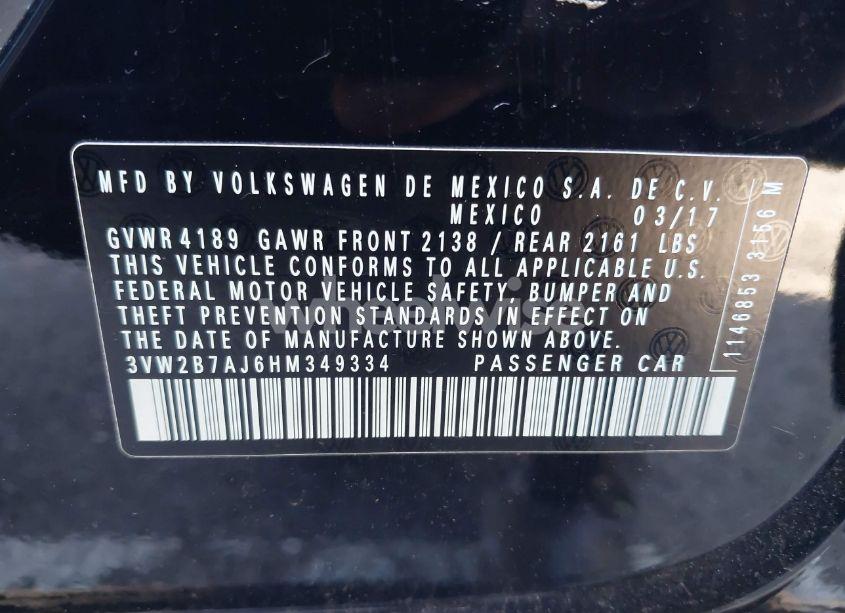 MFD BY VOLKSWAGEN DE MEXICO S.A. DE C.V. /
MEXICO 03/17
GVWR 4189 GAWR FRONT 2138 / REAR 2161 LBS
THIS VEHICLE CONFORMS TO ALL APPLICABLE U.S.
FEDERAL MOTOR VEHICLE SAFETY, BUMPER AND
THEFT PREVENTION STANDARDS IN EFFECT ON
THE DATE OF MANUFACTURE SHOWN ABOVE.
3VW2B7AJ6HM349334 PASSENGER CAR
1146853 3156 M
wheelwise